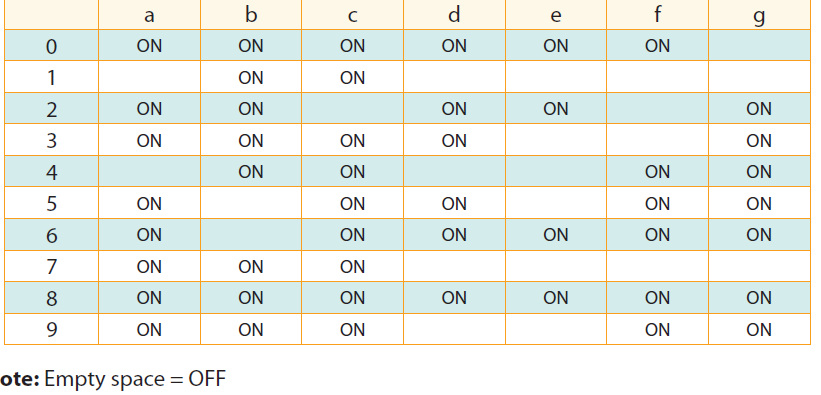 a b c d e f g
0 ON ON ON ON ON ON
1 ON ON
2 ON ON ON ON ON
3 ON ON ON ON ON
4 ON ON ON ON
5 ON ON ON ON ON
6 ON ON ON ON ON ON
7 ON ON ON
8 ON ON ON ON ON ON ON
9 ON ON ON ON ON
ote: Empty space = OFF